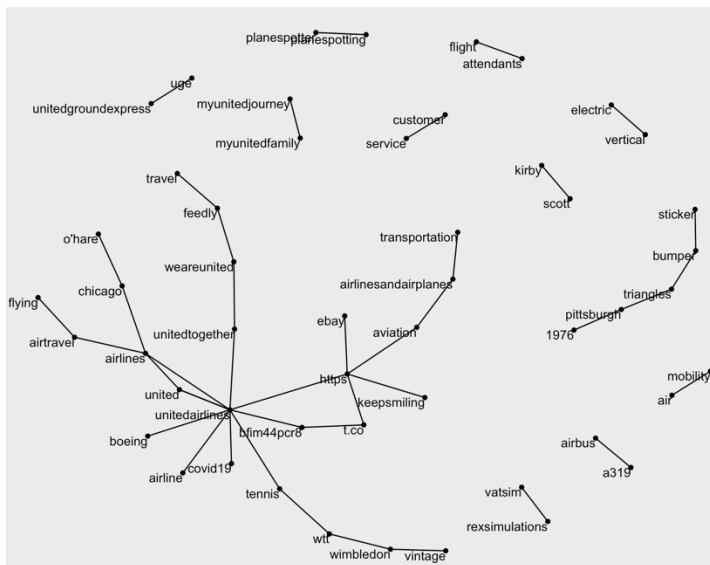 planespotter
planespotting
flight
attendants
uge
unitedgroundexpress
myunitedjourney
customer
electric
myunitedfamily
service
vertical
travel
kirby
scott
feedly
sticker
o'hare
transportation
bumper
weareunited
airlinesandairplanes
chicago
triangles
flying
ebay
pittsburgh
unitedtogether
aviation
1976
airtravel
airlines
https
mobility
united
keepsmiling
air
unitedairlines
bfim44pcr8
t.co
boeing
airbus
covid19
airline
a319
tennis
vatsim
rexsimulations
wtt
wimbledon
vintage